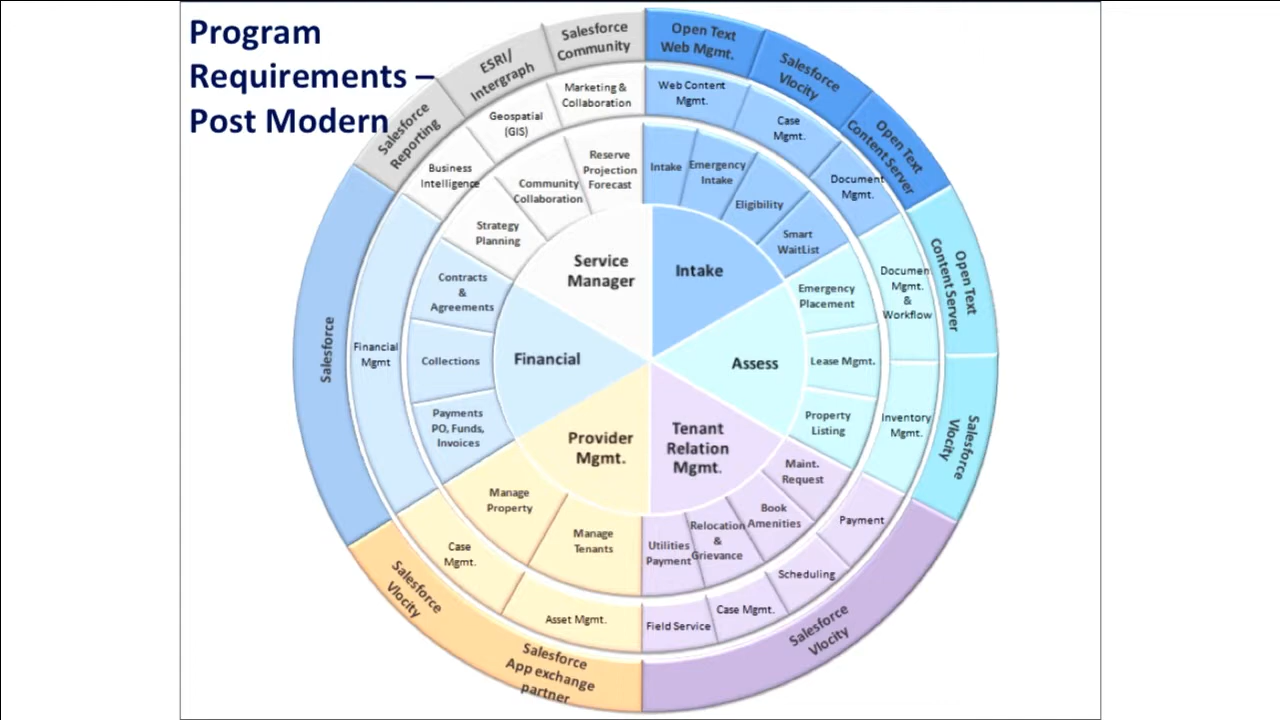 Program
Requirements –
Post Modern
Salesforce
Community
Open Text
Web Mgmt.
ESRI/
Intergraph
Salesforce
Vlocity
Salesforce
Reporting
Open Text
Content Server
Marketing &
Collaboration
Web Content
Mgmt.
Geospatial
(GIS)
Case
Mgmt.
Business
Intelligence
Document
Mgmt.
Reserve
Projection
Forecast
Intake
Emergency
Intake
Community
Collaboration
Eligibility
Strategy
Planning
Smart
WaitList
Service
Manager
Intake
Open Text
Content Server
Documen
Mgmt.
&
Workflow
Contracts
&
Agreements
Emergency
Placement
Salesforce
Financial
Mgmt
Collections
Financial
Assess
Lease Mgmt.
Payments
PO, Funds,
Invoices
Property
Listing
Inventory
Mgmt.
Salesforce
Vlocity
Provider
Mgmt.
Tenant
Relation
Mgmt.
Maint.
Request
Manage
Property
Book
Amenities
Payment
Manage
Tenants
Utilities
Payment
Relocation
&
Grievance
Case
Mgmt.
Scheduling
Asset Mgmt.
Field Service
Case Mgmt.
Salesforce
Vlocity
Salesforce
Vlocity
Salesforce
App exchange
partner